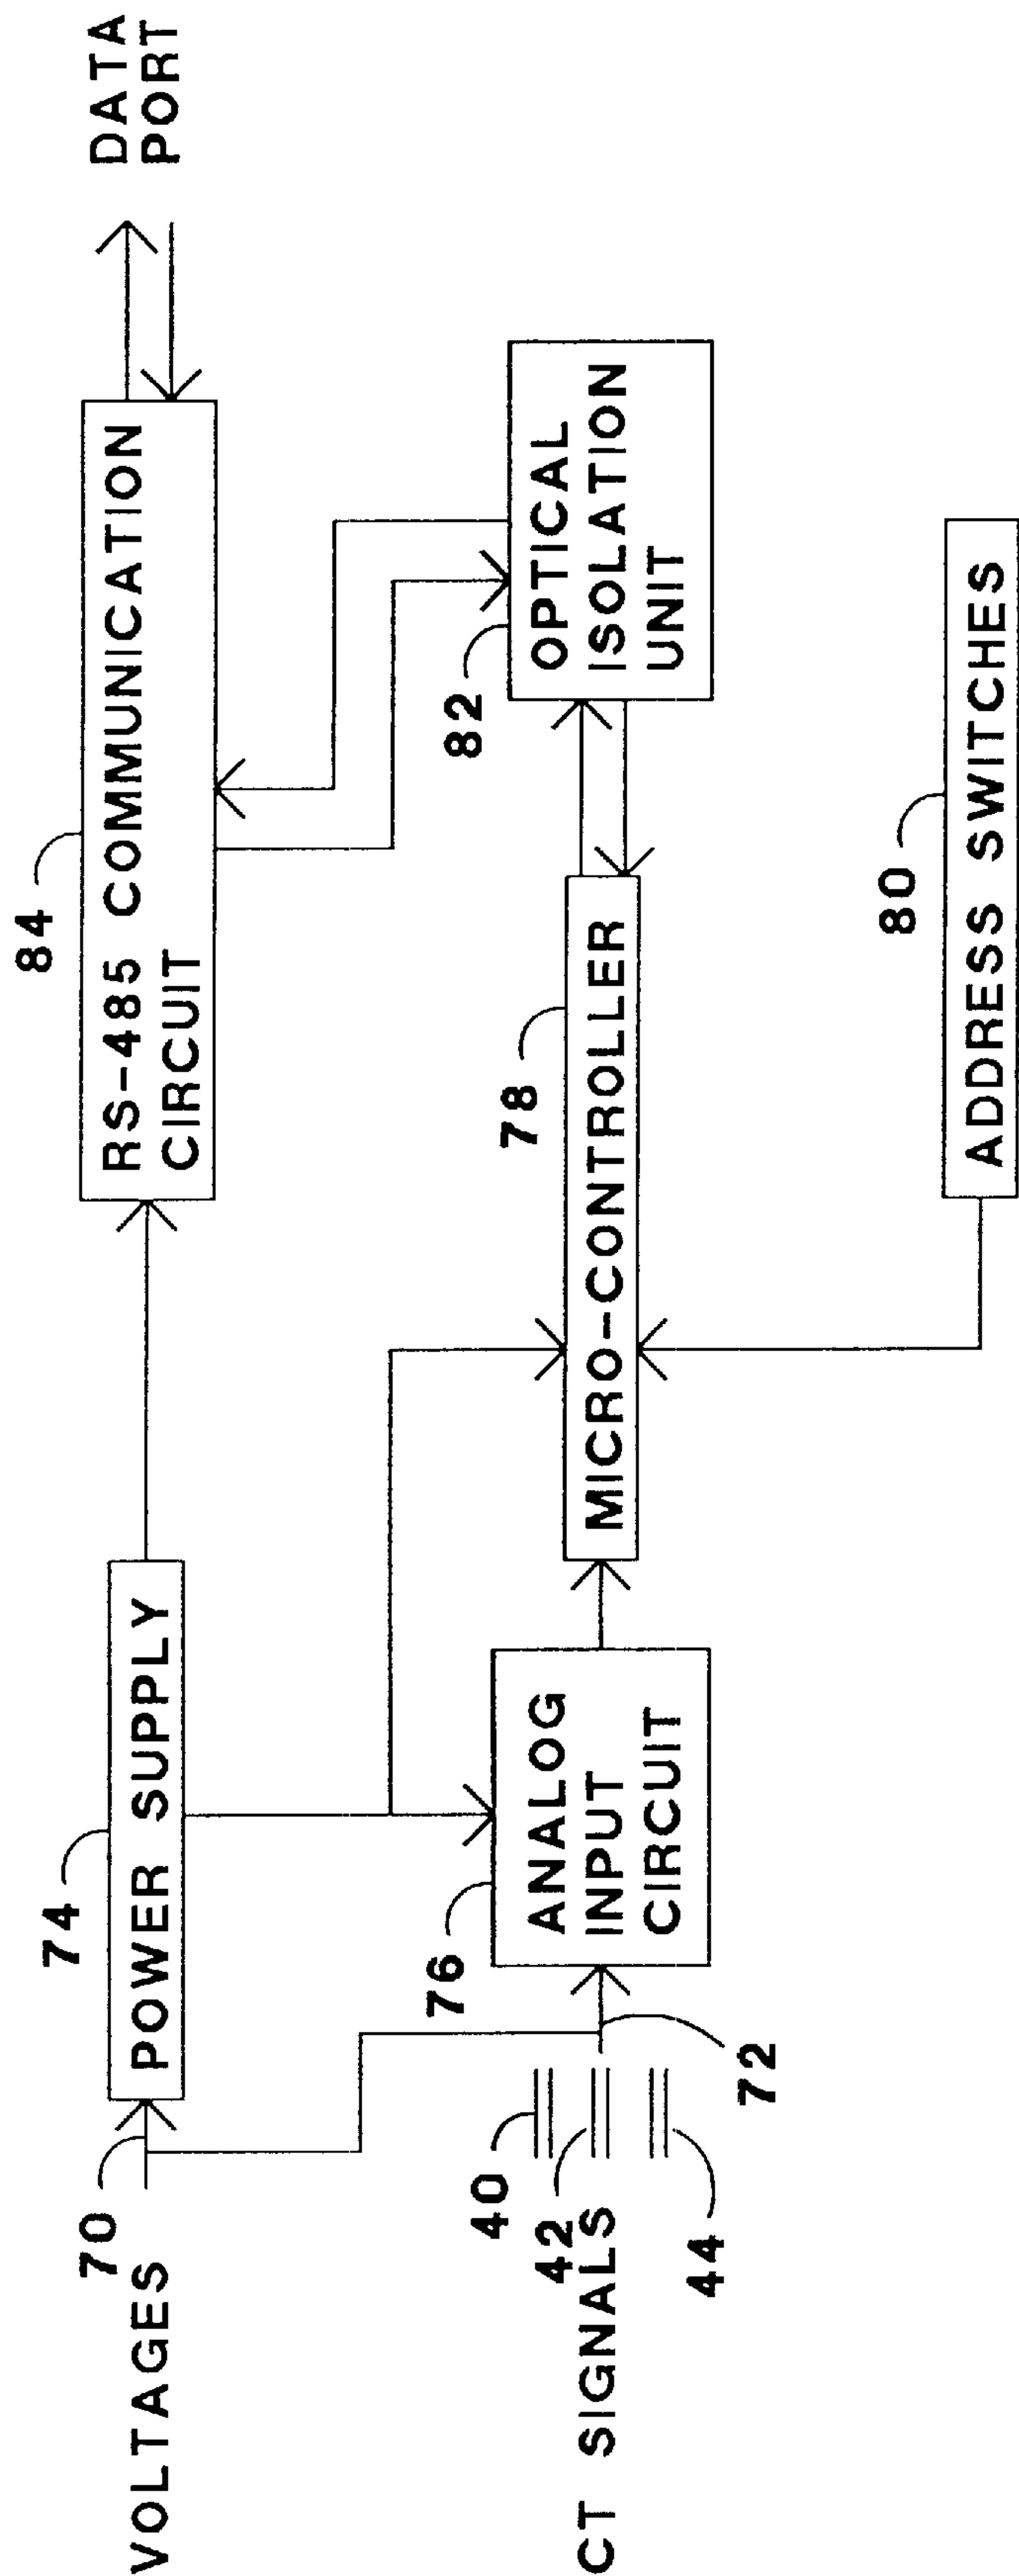 84
RS-485 COMMUNICATION
CIRCUIT
DATA
PORT
74
POWER SUPPLY
70
VOLTAGES
82
OPTICAL
ISOLATION
UNIT
78
MICRO-CONTROLLER
76
ANALOG
INPUT
CIRCUIT
72
40
42
44
CT SIGNALS
80
ADDRESS SWITCHES